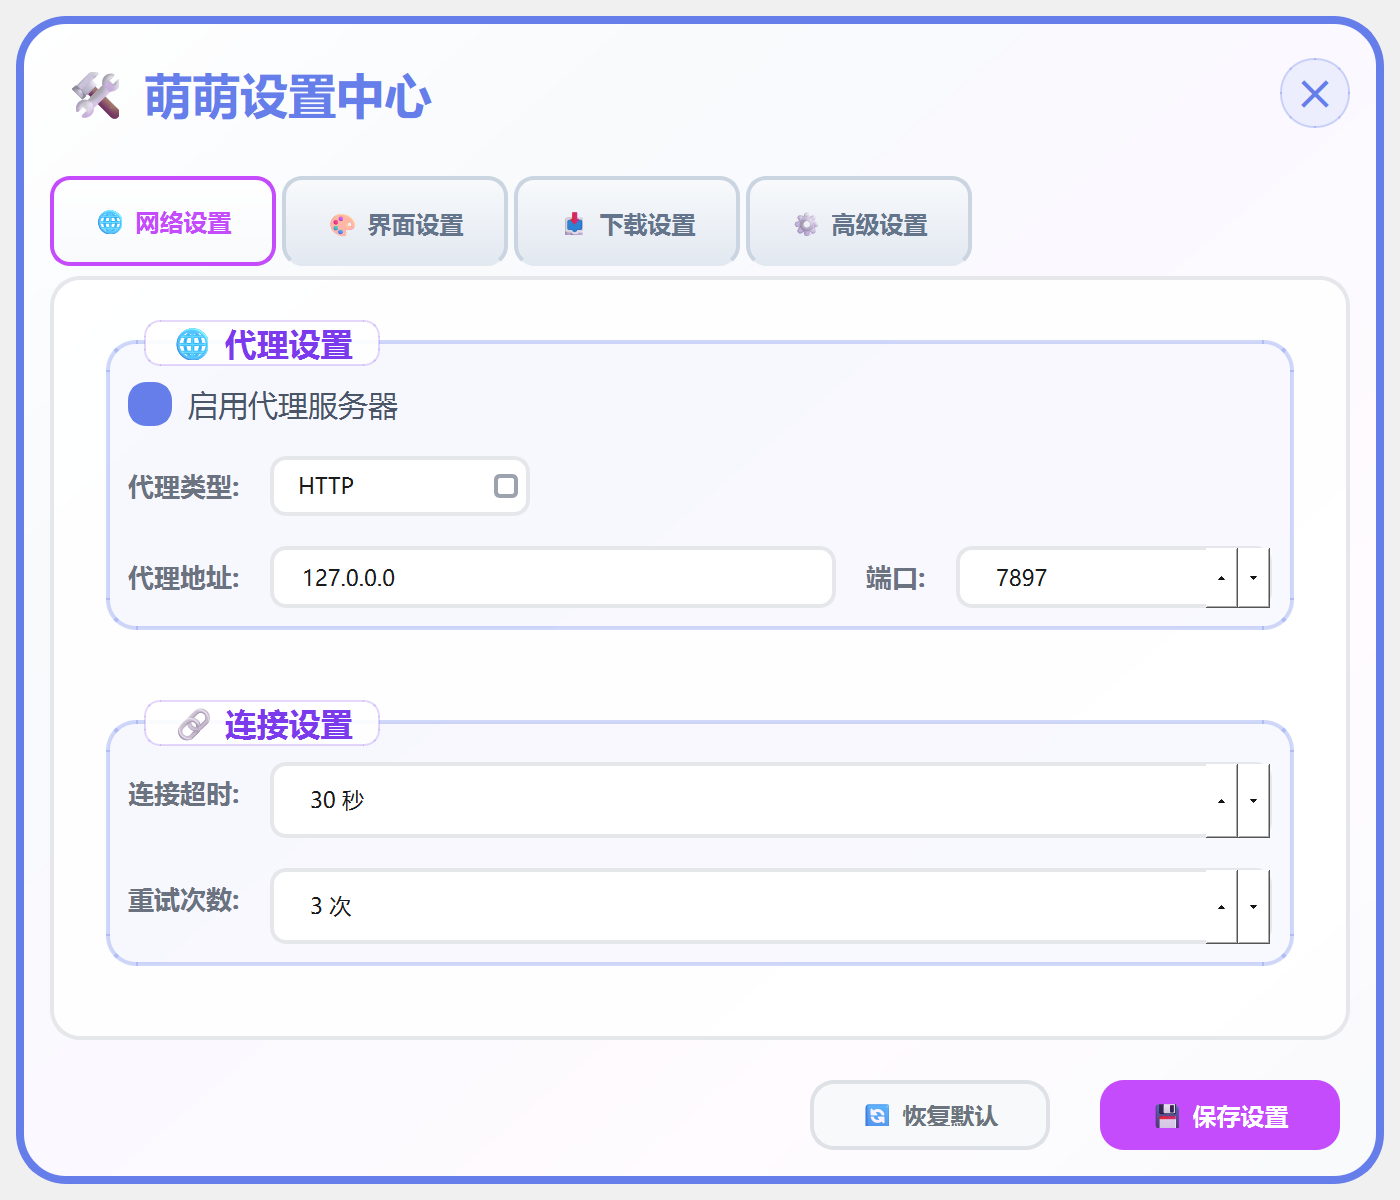 萌萌设置中心
网络设置 界面设置 下载设置 高级设置
代理设置
启用代理服务器
代理类型: HTTP
代理地址: 127.0.0.0 端口: 7897
连接设置
连接超时: 30 秒
重试次数: 3 次
恢复默认 保存设置